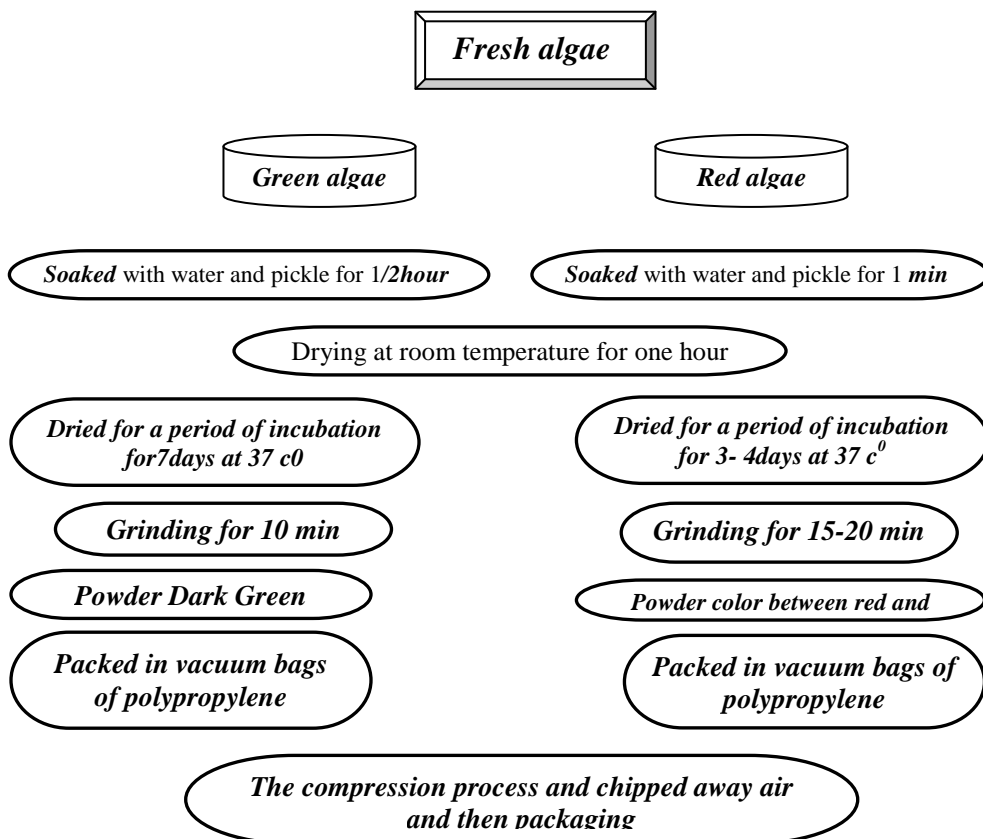 Fresh algae
Green algae
Red algae
Soaked with water and pickle for 1/2hour
Soaked with water and pickle for 1 min
Drying at room temperature for one hour
Dried for a period of incubation
for7days at 37 c0
Dried for a period of incubation
for 3- 4days at 37 c⁰
Grinding for 10 min
Grinding for 15-20 min
Powder Dark Green
Powder color between red and
Packed in vacuum bags
of polypropylene
Packed in vacuum bags of
polypropylene
The compression process and chipped away air
and then packaging